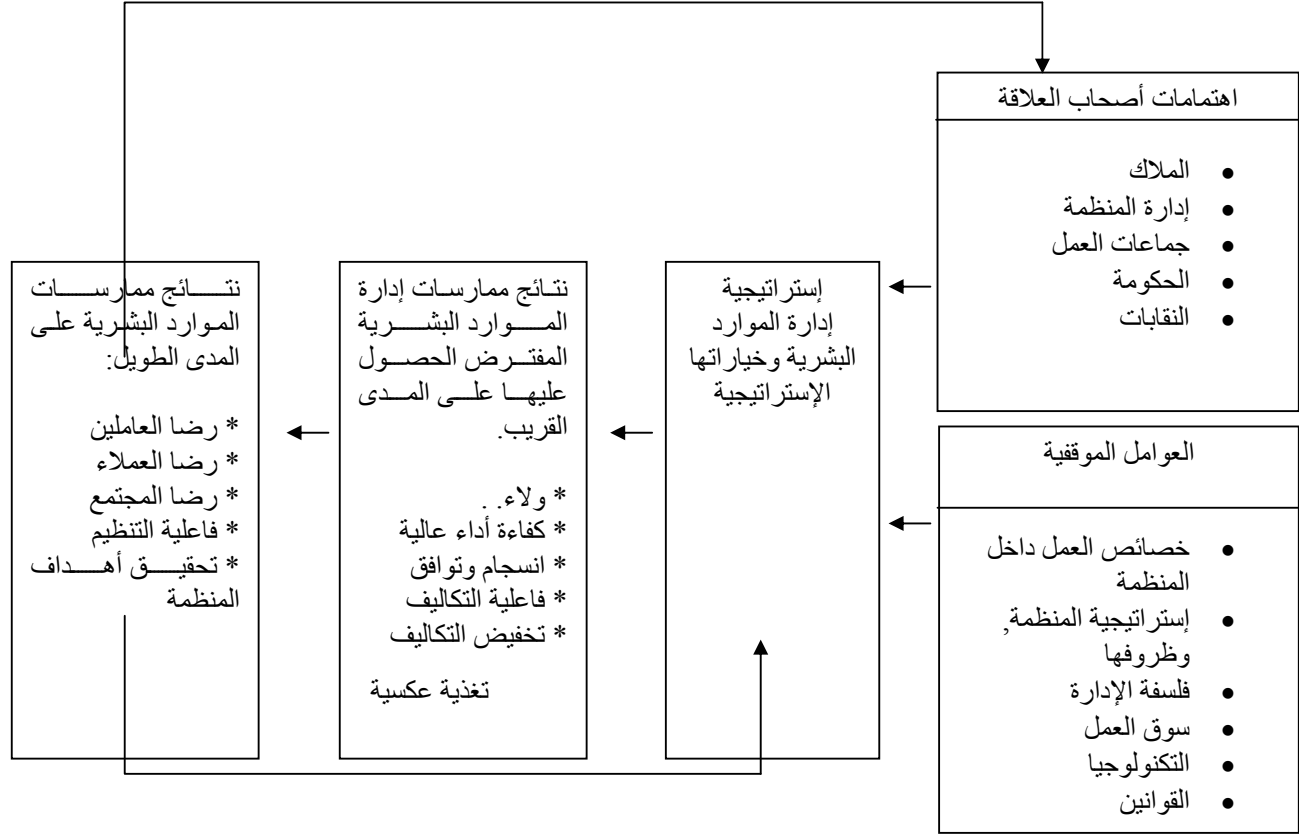 اهتمامات أصحاب العلاقة
● الملاك
● إدارة المنظمة
● جماعات العمل
● الحكومة
● النقابات
العوامل الموقفية
● خصائص العمل داخل
المنظمة
● إستراتيجية المنظمة,
وظروفها
● فلسفة الإدارة
● سوق العمل
● التكنولوجيا
● القوانين
إستراتيجية
إدارة الموارد
البشرية وخياراتها
الإستراتيجية
نتائج ممارسات إدارة
الموارد البشرية
المفترض الحصول
عليها على المدى
القريب.
* ولاء. .
* كفاءة أداء عالية
* انسجام وتوافق
* فاعلية التكاليف
* تخفيض التكاليف
تغذية عكسية
نتائج ممارسات
الموارد البشرية على
المدى الطويل:
* رضا العاملين
* رضا العملاء
* رضا المجتمع
* فاعلية التنظيم
* تحقيق أهداف
المنظمة